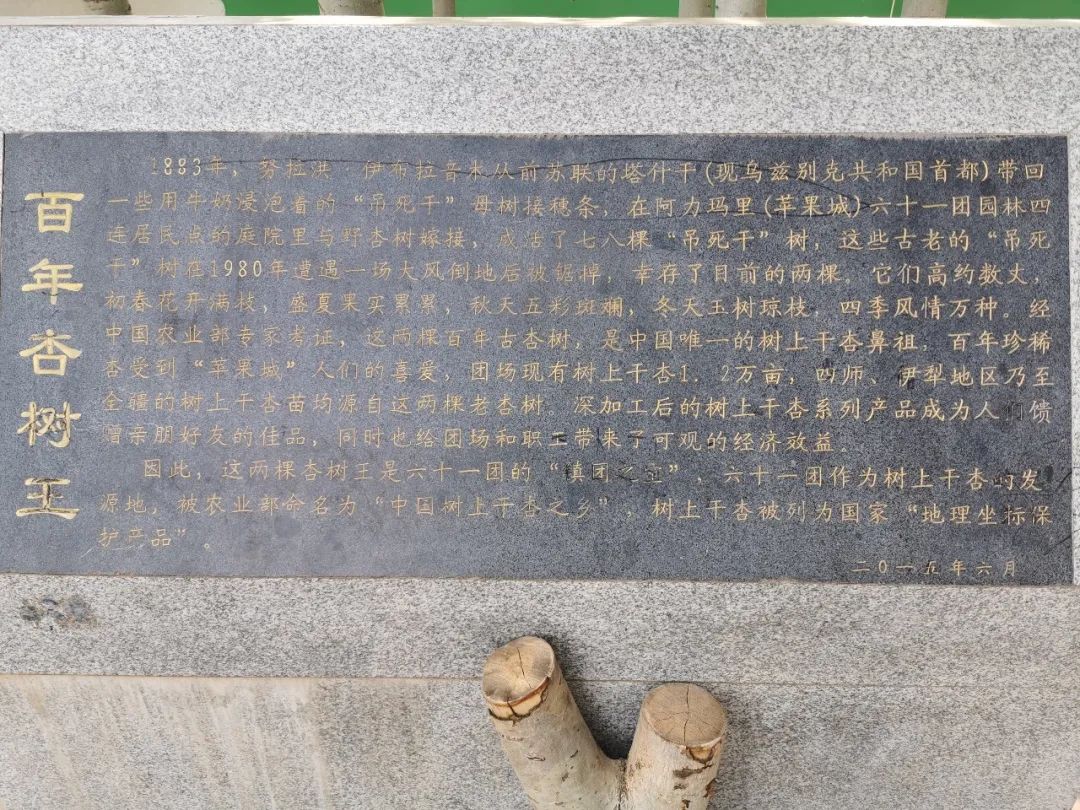 百年杏树王
1883年，努拉洪·伊布拉音木从前苏联的塔什干(现乌兹别克共和国首都)带回
一些用牛奶浸泡着的“吊死干”母树接穗条，在阿力玛里(苹果城)六十一团园林四
连居民点的庭院里与野杏树嫁接，成活了七八棵“吊死干”树，这些古老的“吊死
干”树在1980年遭遇一场大风倒地后被锯掉，幸存了目前的两棵。它们高约数丈，
初春花开满枝，盛夏果实累累，秋天五彩斑斓，冬天玉树琼枝，四季风情万种。经
中国农业部专家考证，这两棵百年古杏树，是中国唯一的树上干杏鼻祖，百年珍稀
杏受到“苹果城”人们的喜爱，团场现有树上干杏1．2万亩，四师、伊犁地区乃至
全疆的树上干杏苗均源自这两棵老杏树。深加工后的树上干杏系列产品成为人们馈
赠亲朋好友的佳品，同时也给团场和职工带来了可观的经济效益。
因此，这两棵杏树王是六十一团的“镇团之宝”，六十一团作为树上干杏的发
源地，被农业部命名为“中国树上干杏之乡”，树上干杏被列为国家“地理坐标保
护产品”。
二〇一五年六月